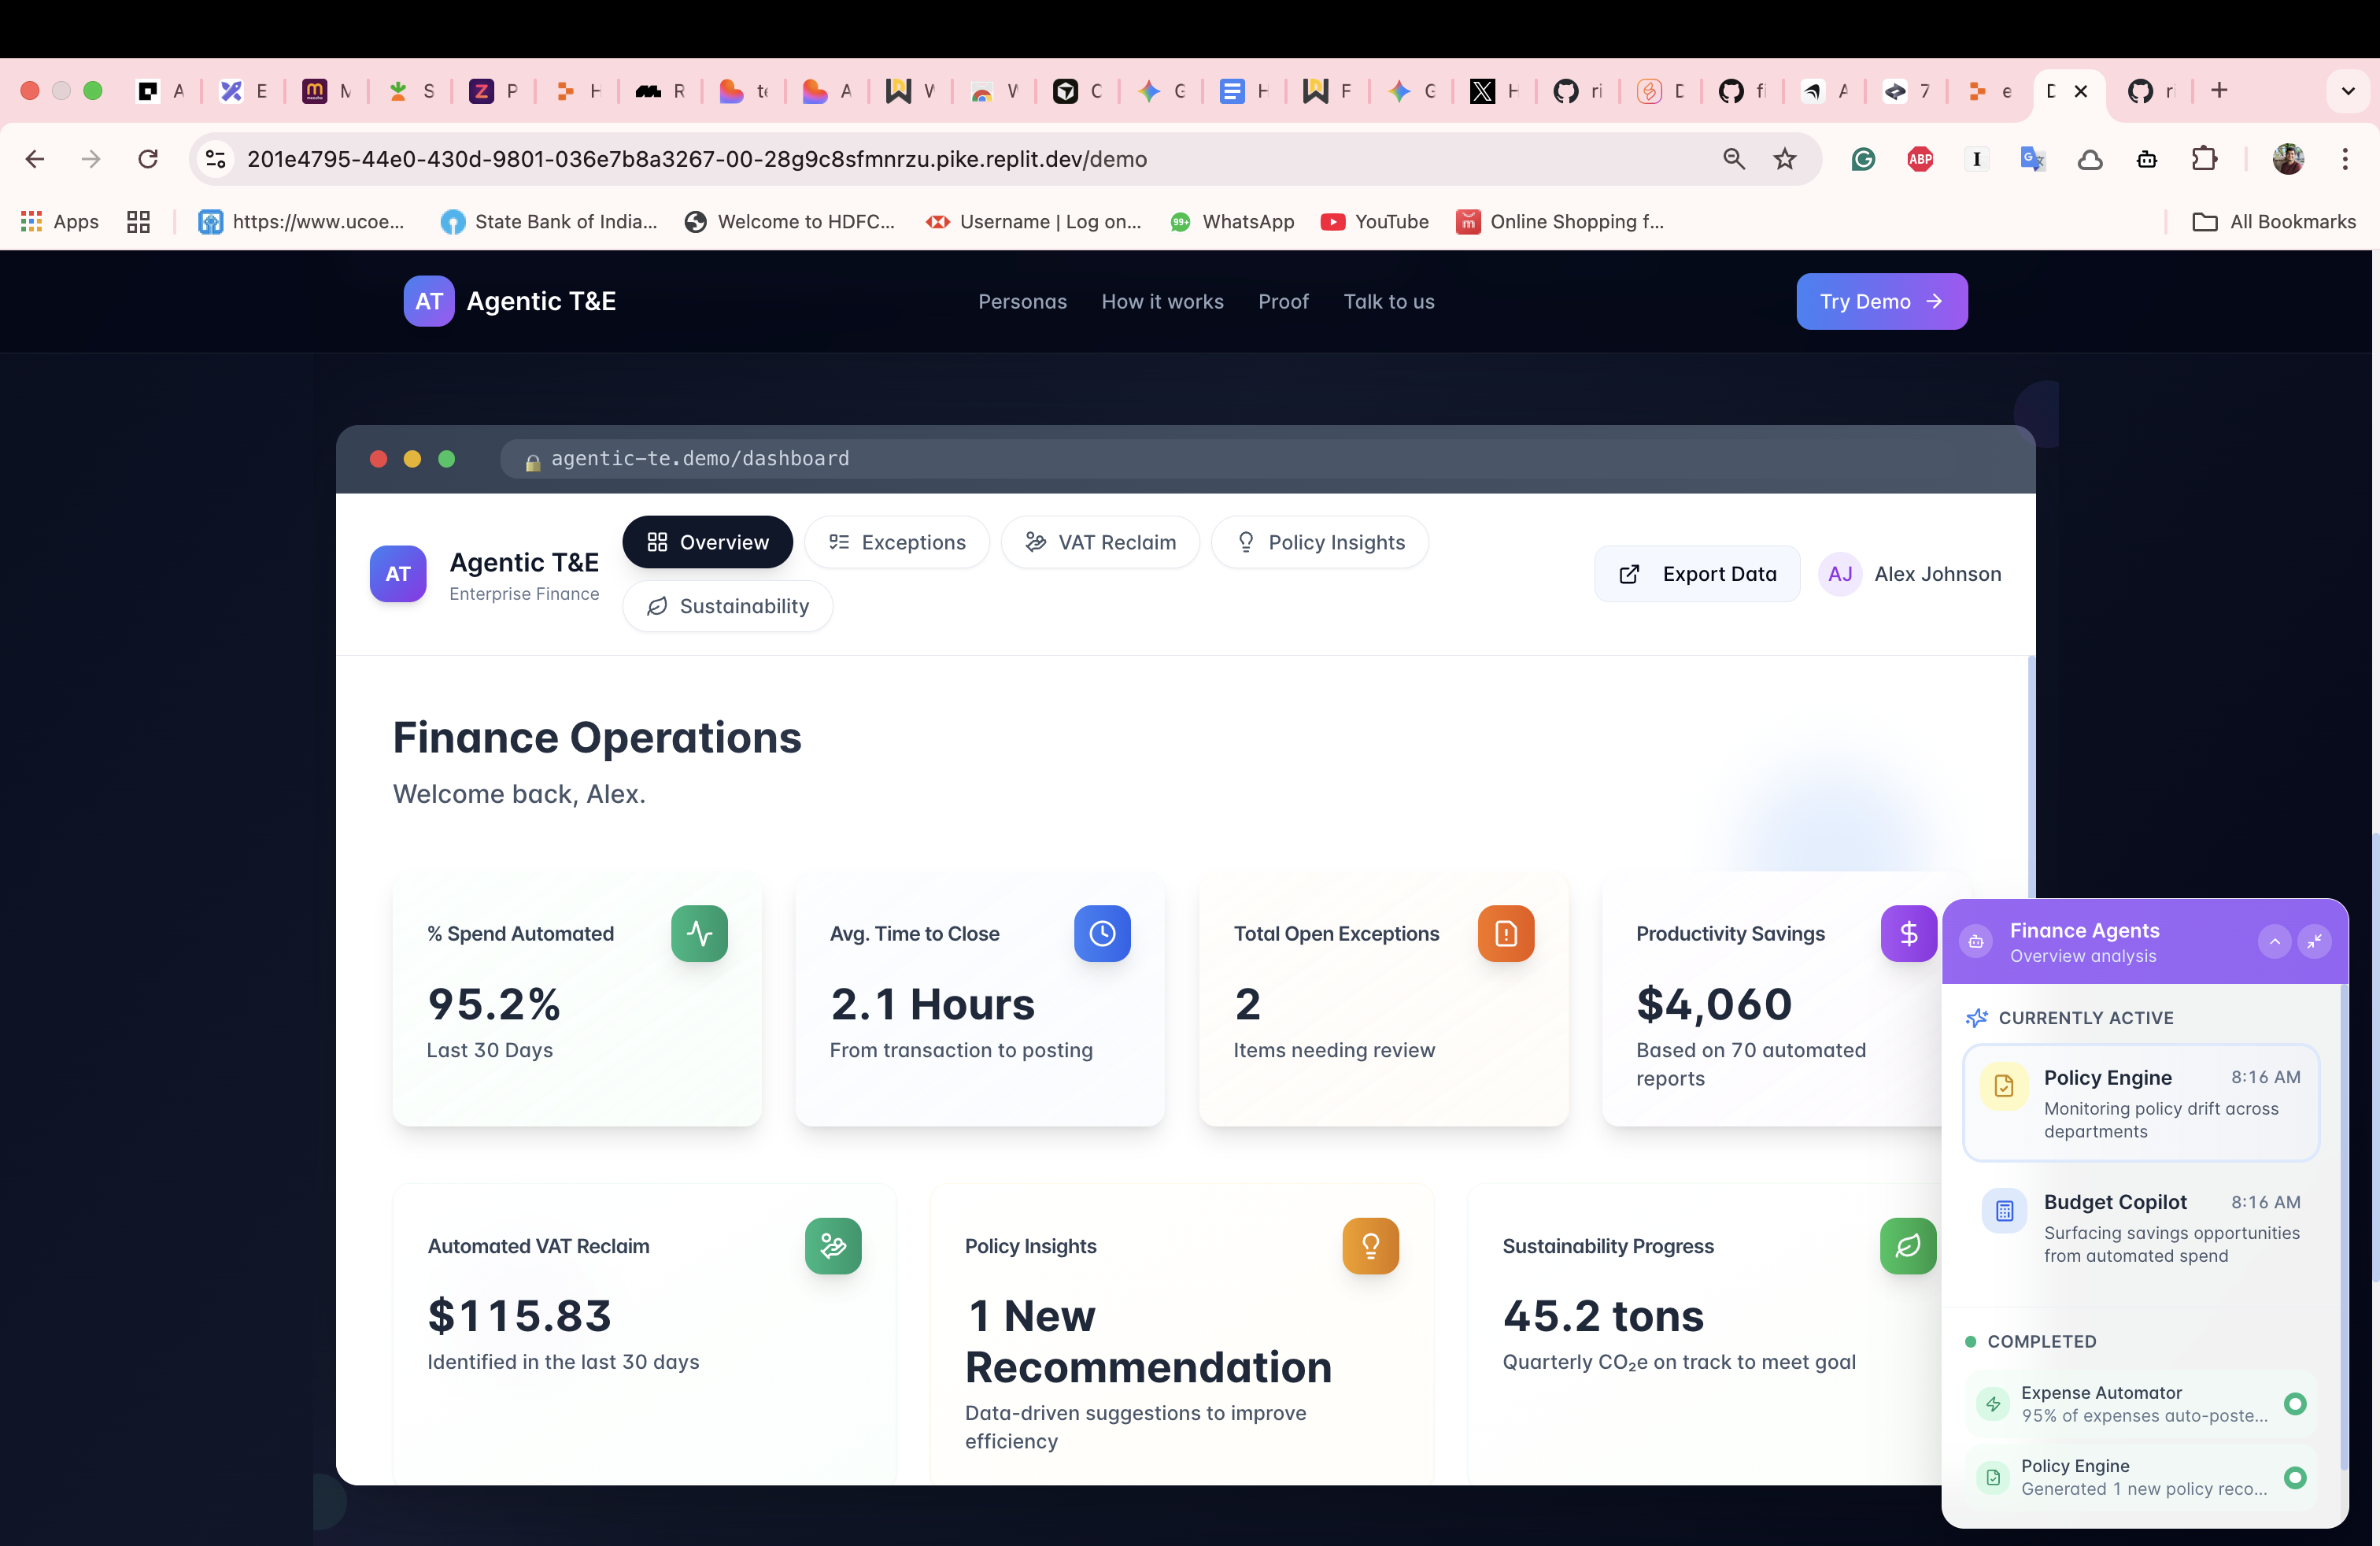 A
E
M
S
P
H
R
te
A
W
W
C
G
H
F
G
H
ri
D
fi
A
7
e
D
ri
201e4795-44e0-430d-9801-036e7b8a3267-00-28g9c8sfmnrzu.pike.replit.dev/demo
ABP
Apps
https://www.ucoe...
State Bank of India...
Welcome to HDFC...
Username | Log on...
99+
WhatsApp
YouTube
Online Shopping f...
All Bookmarks
AT
Agentic T&E
Personas
How it works
Proof
Talk to us
Try Demo →
agentic-te.demo/dashboard
AT
Agentic T&E
Enterprise Finance
Overview
Exceptions
VAT Reclaim
Policy Insights
Sustainability
Export Data
AJ
Alex Johnson
Finance Operations
Welcome back, Alex.
% Spend Automated
95.2%
Last 30 Days
Avg. Time to Close
2.1 Hours
From transaction to posting
Total Open Exceptions
2
Items needing review
Productivity Savings
$
$4,060
Based on 70 automated
reports
Automated VAT Reclaim
$115.83
Identified in the last 30 days
Policy Insights
1 New
Recommendation
Data-driven suggestions to improve
efficiency
Sustainability Progress
45.2 tons
Quarterly CO₂e on track to meet goal
Finance Agents
Overview analysis
CURRENTLY ACTIVE
Policy Engine
8:16 AM
Monitoring policy drift across
departments
Budget Copilot
8:16 AM
Surfacing savings opportunities
from automated spend
COMPLETED
Expense Automator
95% of expenses auto-poste...
Policy Engine
Generated 1 new policy reco...